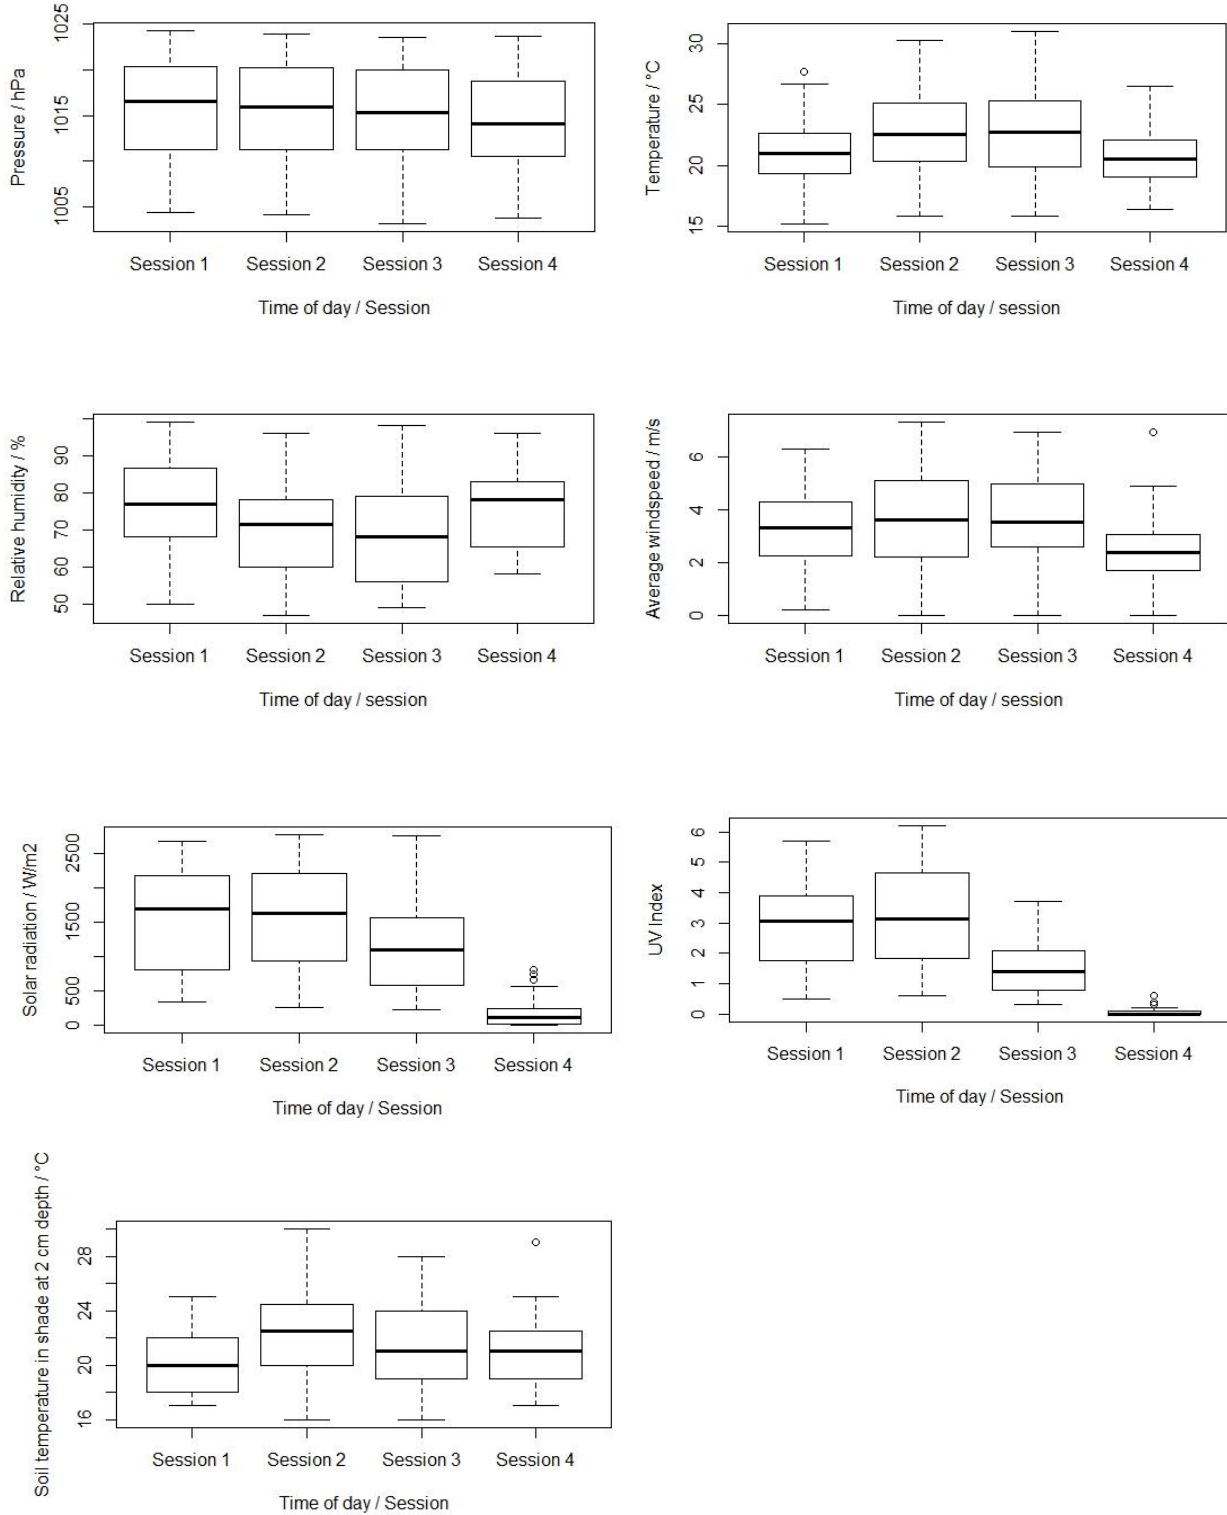 Pressure / hPa
1025
1015
1005
Session 1 Session 2 Session 3 Session 4
Time of day / Session
Temperature / °C
30
25
20
15
Session 1 Session 2 Session 3 Session 4
Time of day / session
Relative humidity / %
90
80
70
60
50
Session 1 Session 2 Session 3 Session 4
Time of day / session
Average windspeed / m/s
6
4
2
0
Session 1 Session 2 Session 3 Session 4
Time of day / session
Solar radiation / W/m2
2500
1500
500
0
Session 1 Session 2 Session 3 Session 4
Time of day / Session
UV Index
6
5
4
3
2
1
0
Session 1 Session 2 Session 3 Session 4
Time of day / Session
Soil temperature in shade at 2 cm depth / °C
28
24
20
16
Session 1 Session 2 Session 3 Session 4
Time of day / Session